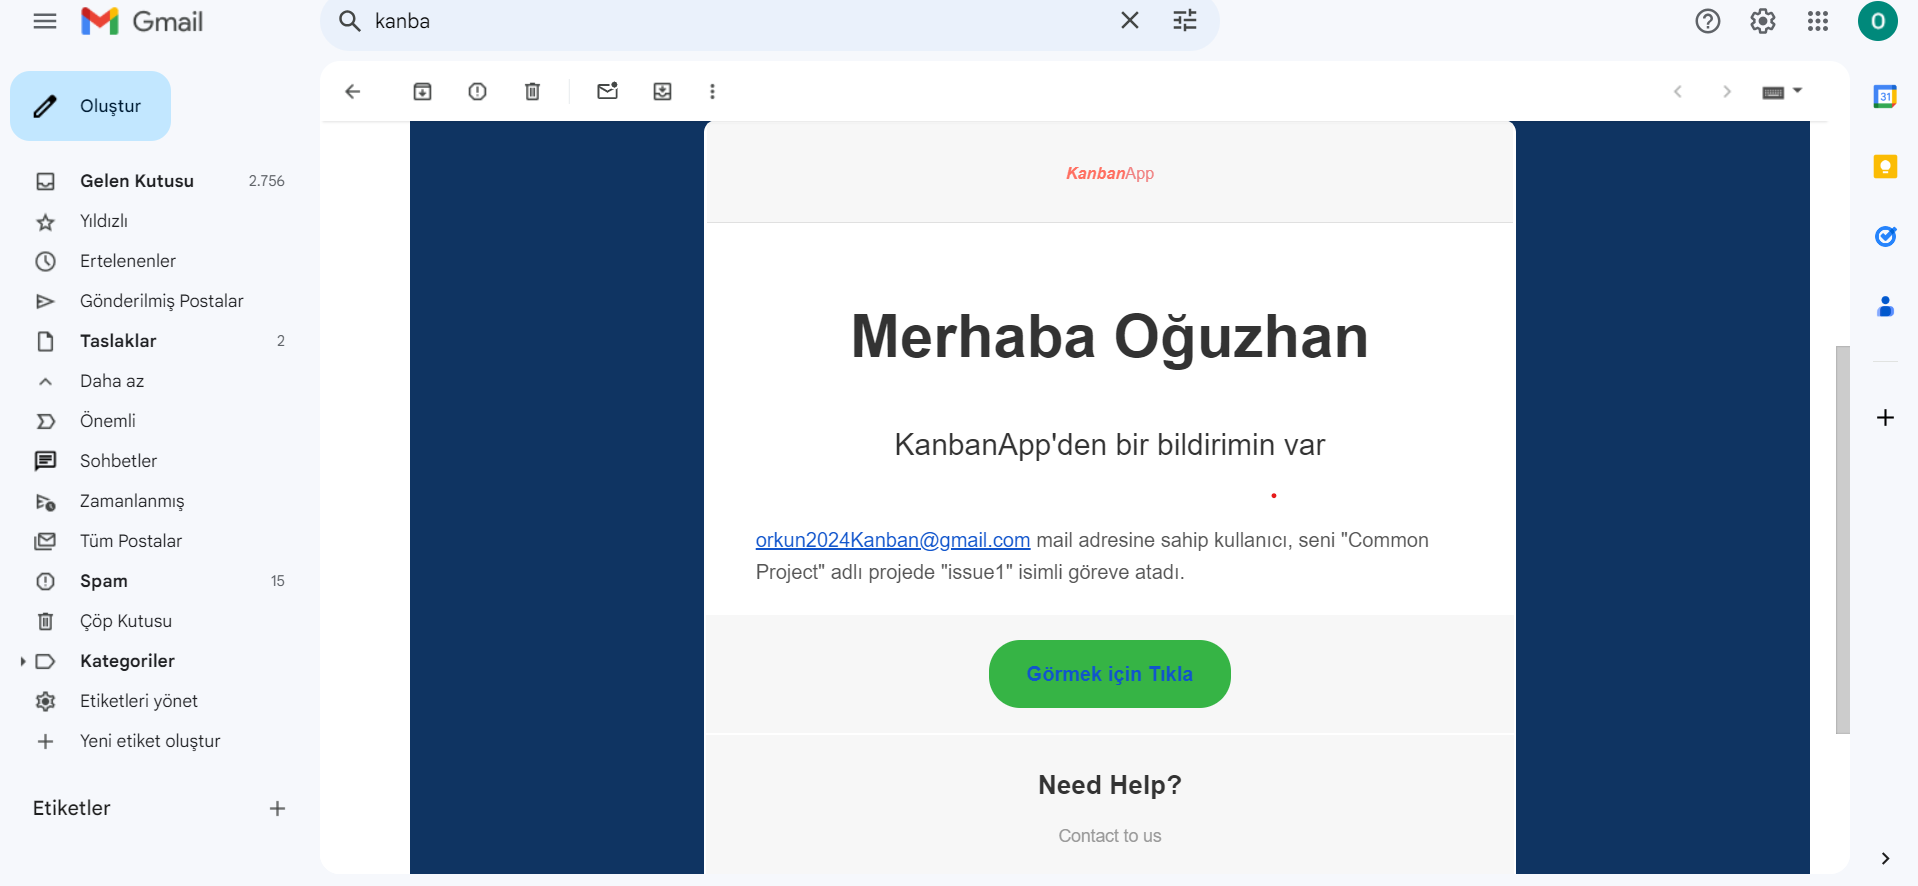 Gmail
kanba
O
Oluştur
Gelen Kutusu 2.756
Yıldızlı
Ertelenenler
Gönderilmiş Postalar
Taslaklar 2
Daha az
Önemli
Sohbetler
Zamanlanmış
Tüm Postalar
Spam 15
Çöp Kutusu
Kategoriler
Etiketleri yönet
Yeni etiket oluştur
Etiketler
KanbanApp
Merhaba Oğuzhan
KanbanApp'den bir bildirimin var
orkun2024Kanban@gmail.com mail adresine sahip kullanıcı, seni "Common
Project" adlı projede "issue1" isimli göreve atadı.
Görmek için Tıkla
Need Help?
Contact to us
31